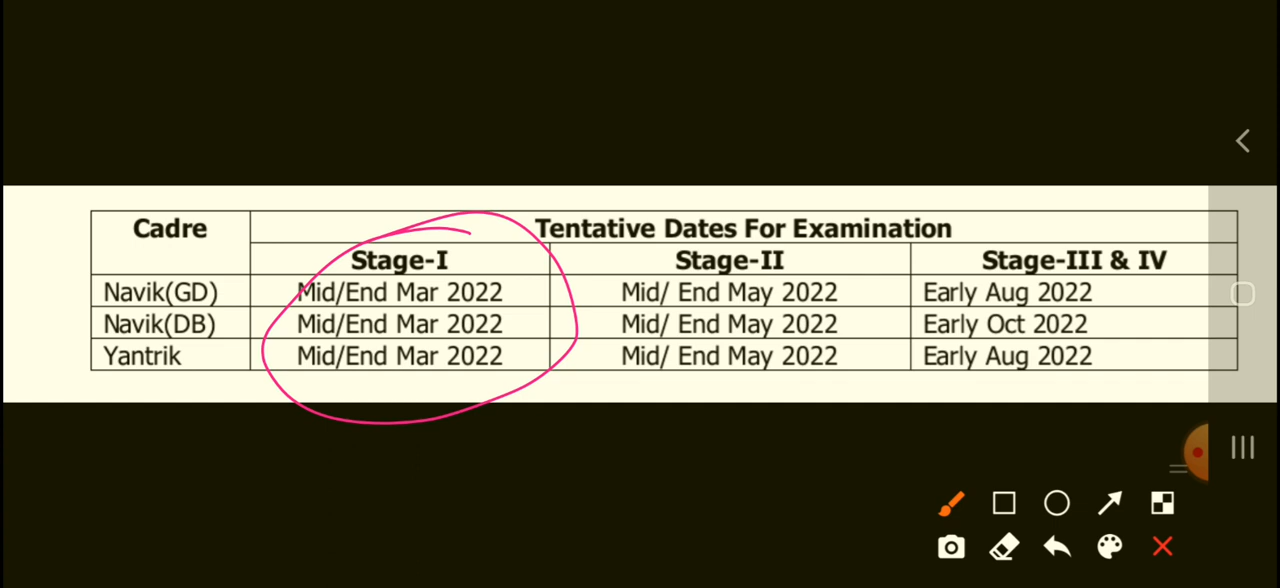 Cadre Tentative Dates For Examination
Stage-I Stage-II Stage-III & IV
Navik(GD) Mid/End Mar 2022 Mid/ End May 2022 Early Aug 2022
Navik(DB) Mid/End Mar 2022 Mid/ End May 2022 Early Oct 2022
Yantrik Mid/End Mar 2022 Mid/ End May 2022 Early Aug 2022